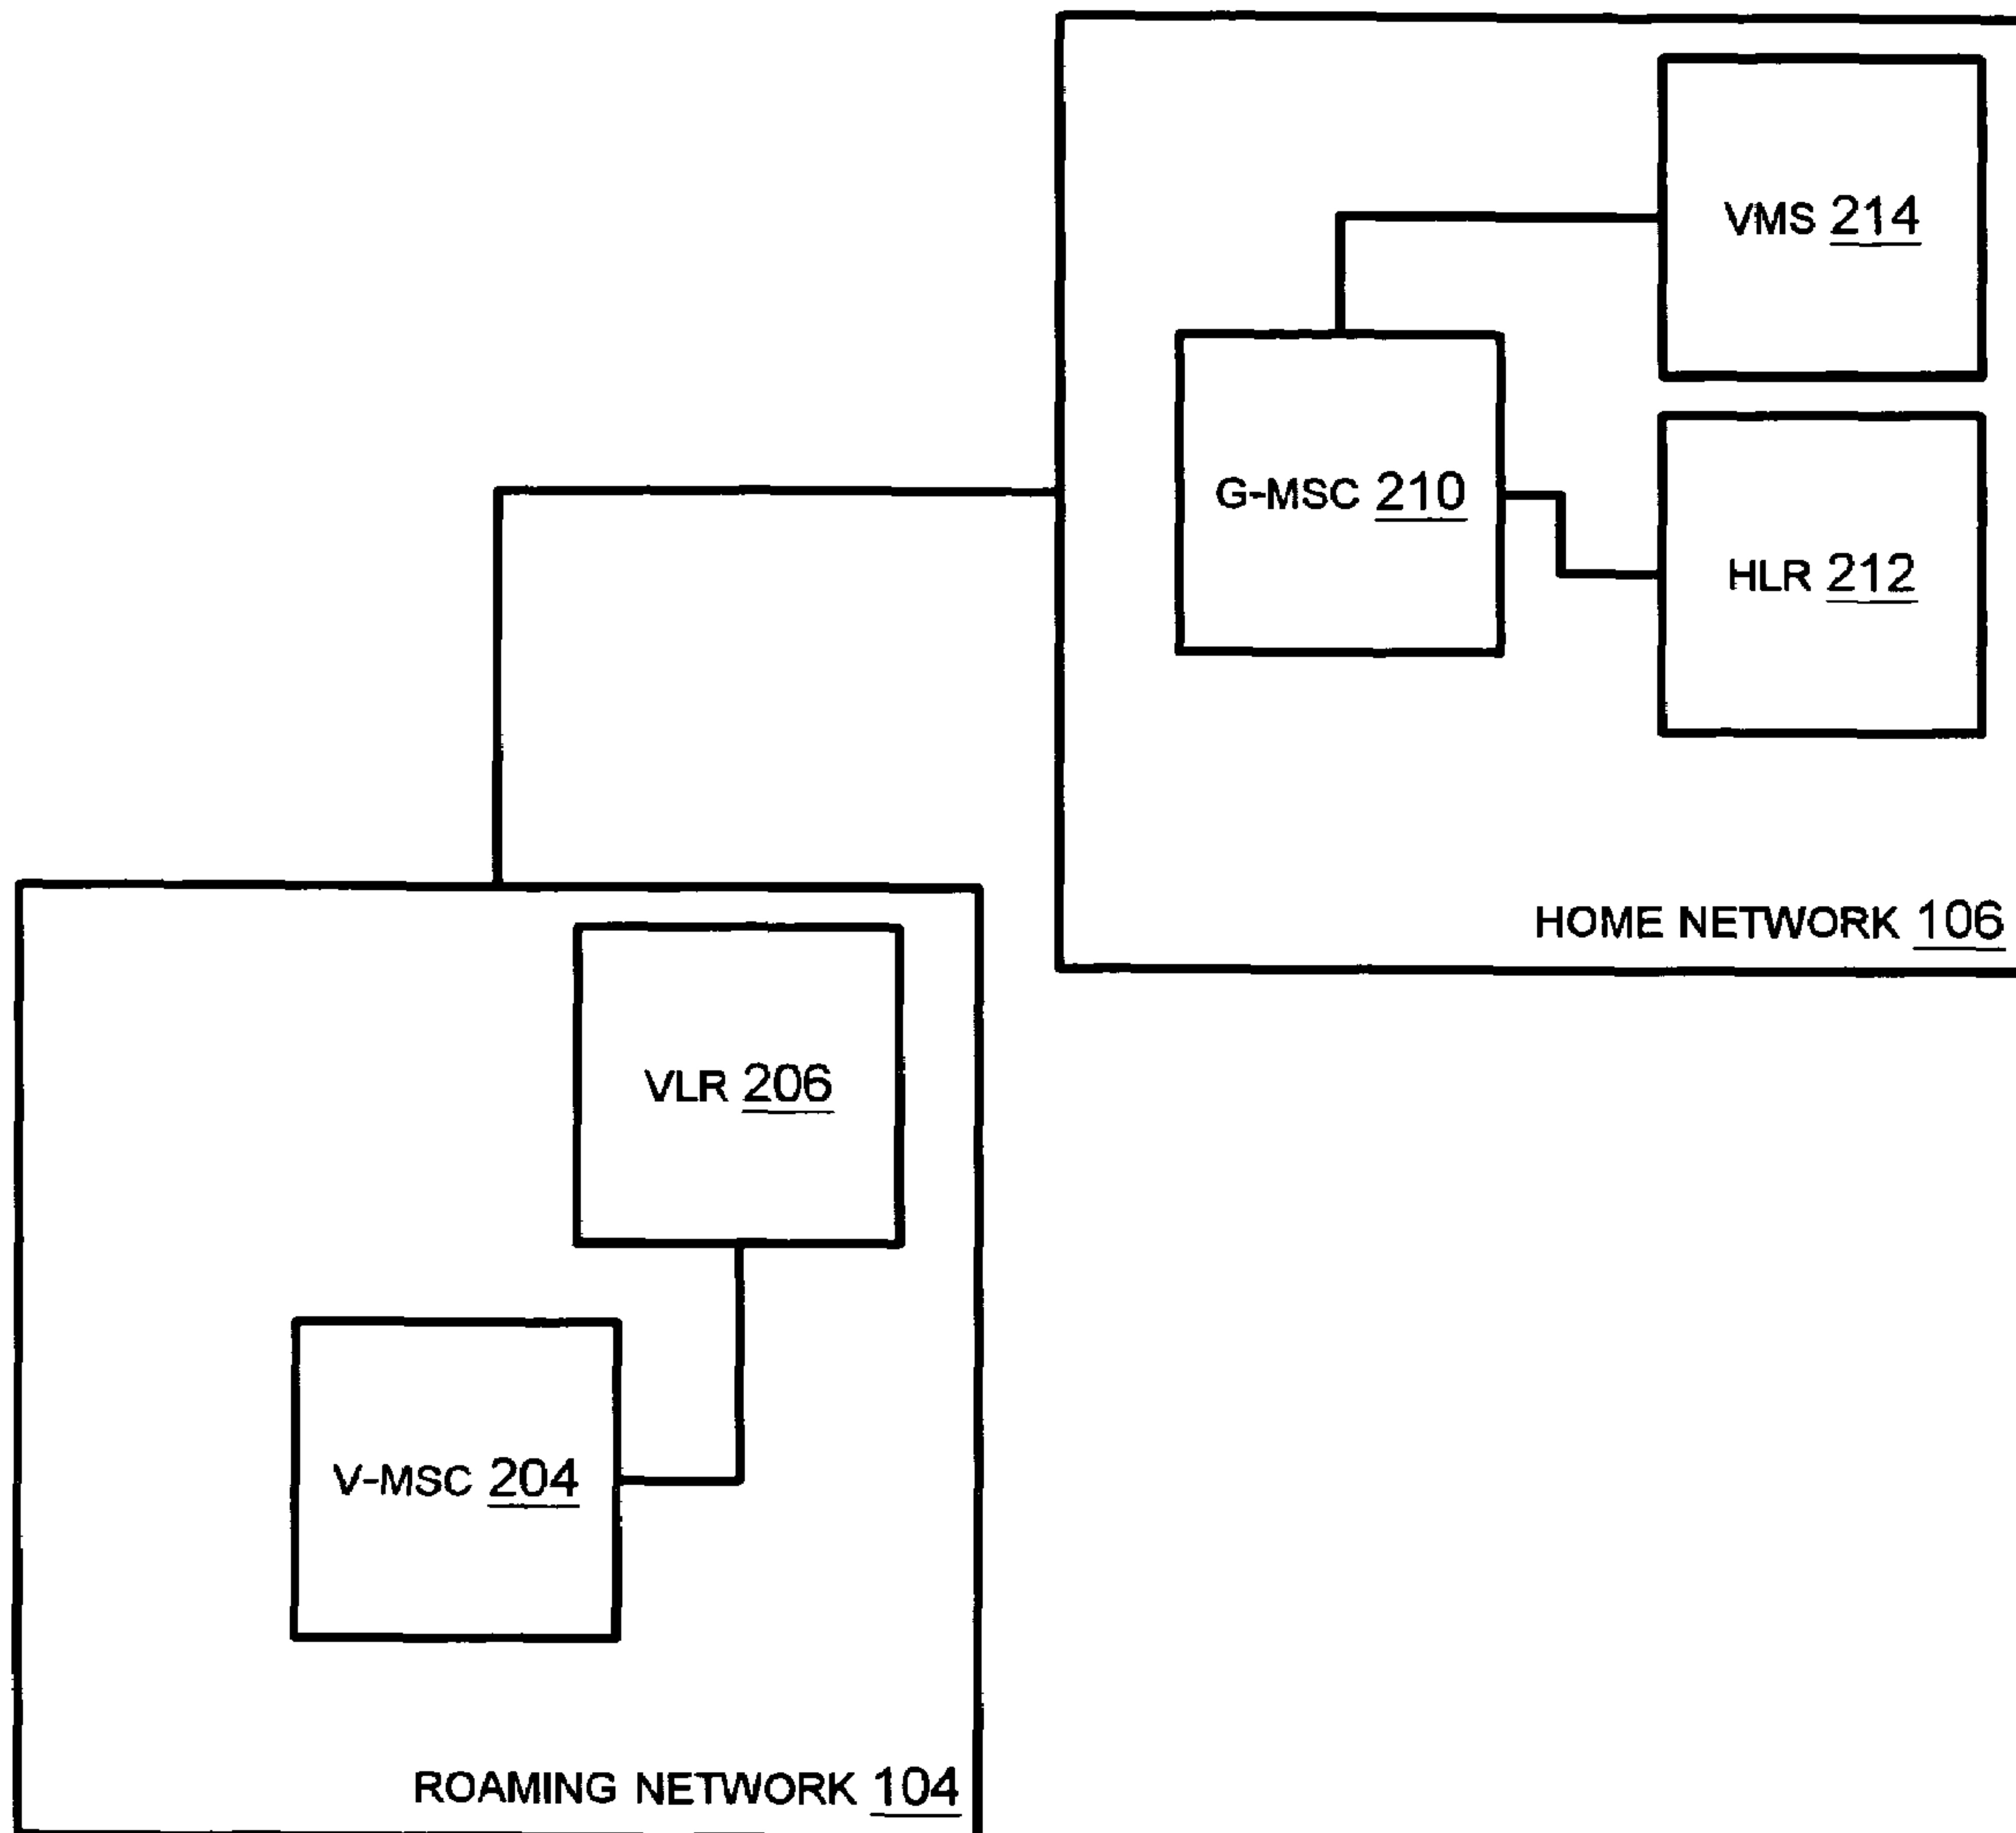 VMS 214
G-MSC 210
HLR 212
HOME NETWORK 106
VLR 206
V-MSC 204
ROAMING NETWORK 104